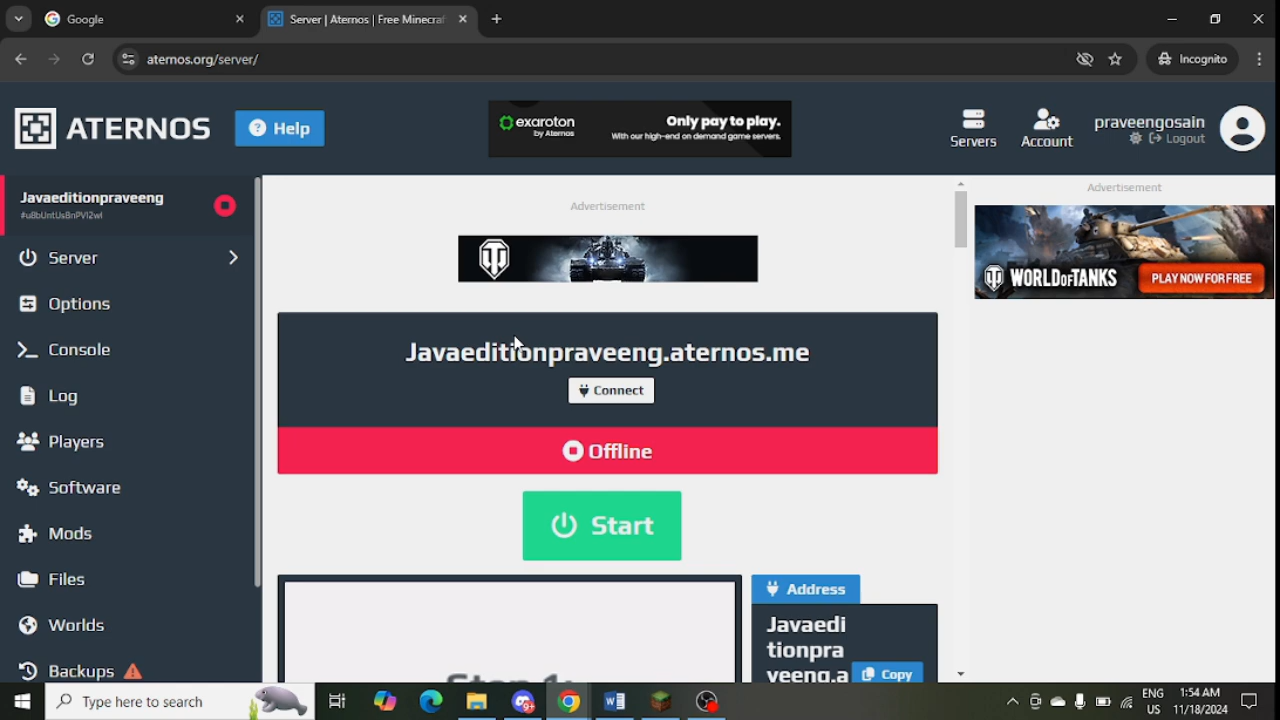 Google
Server | Aternos | Free Minecraf
aternos.org/server/
Incognito
ATERNOS
Help
exaroton
by Aternos
Only pay to play.
With our high-end on demand game servers.
Servers
Account
praveengosain
Logout
Javaeditionpraveeng
Server
Options
Console
Log
Players
Software
Mods
Files
Worlds
Backups
Advertisement
Javaeditionpraveeng.aternos.me
Connect
Offline
Start
Address
Javaedi
tionpra
veeng.a
Copy
Step 1:
Advertisement
WORLD OF TANKS
PLAY NOW FOR FREE
Type here to search
9+
ENG
US
1:54 AM
11/18/2024